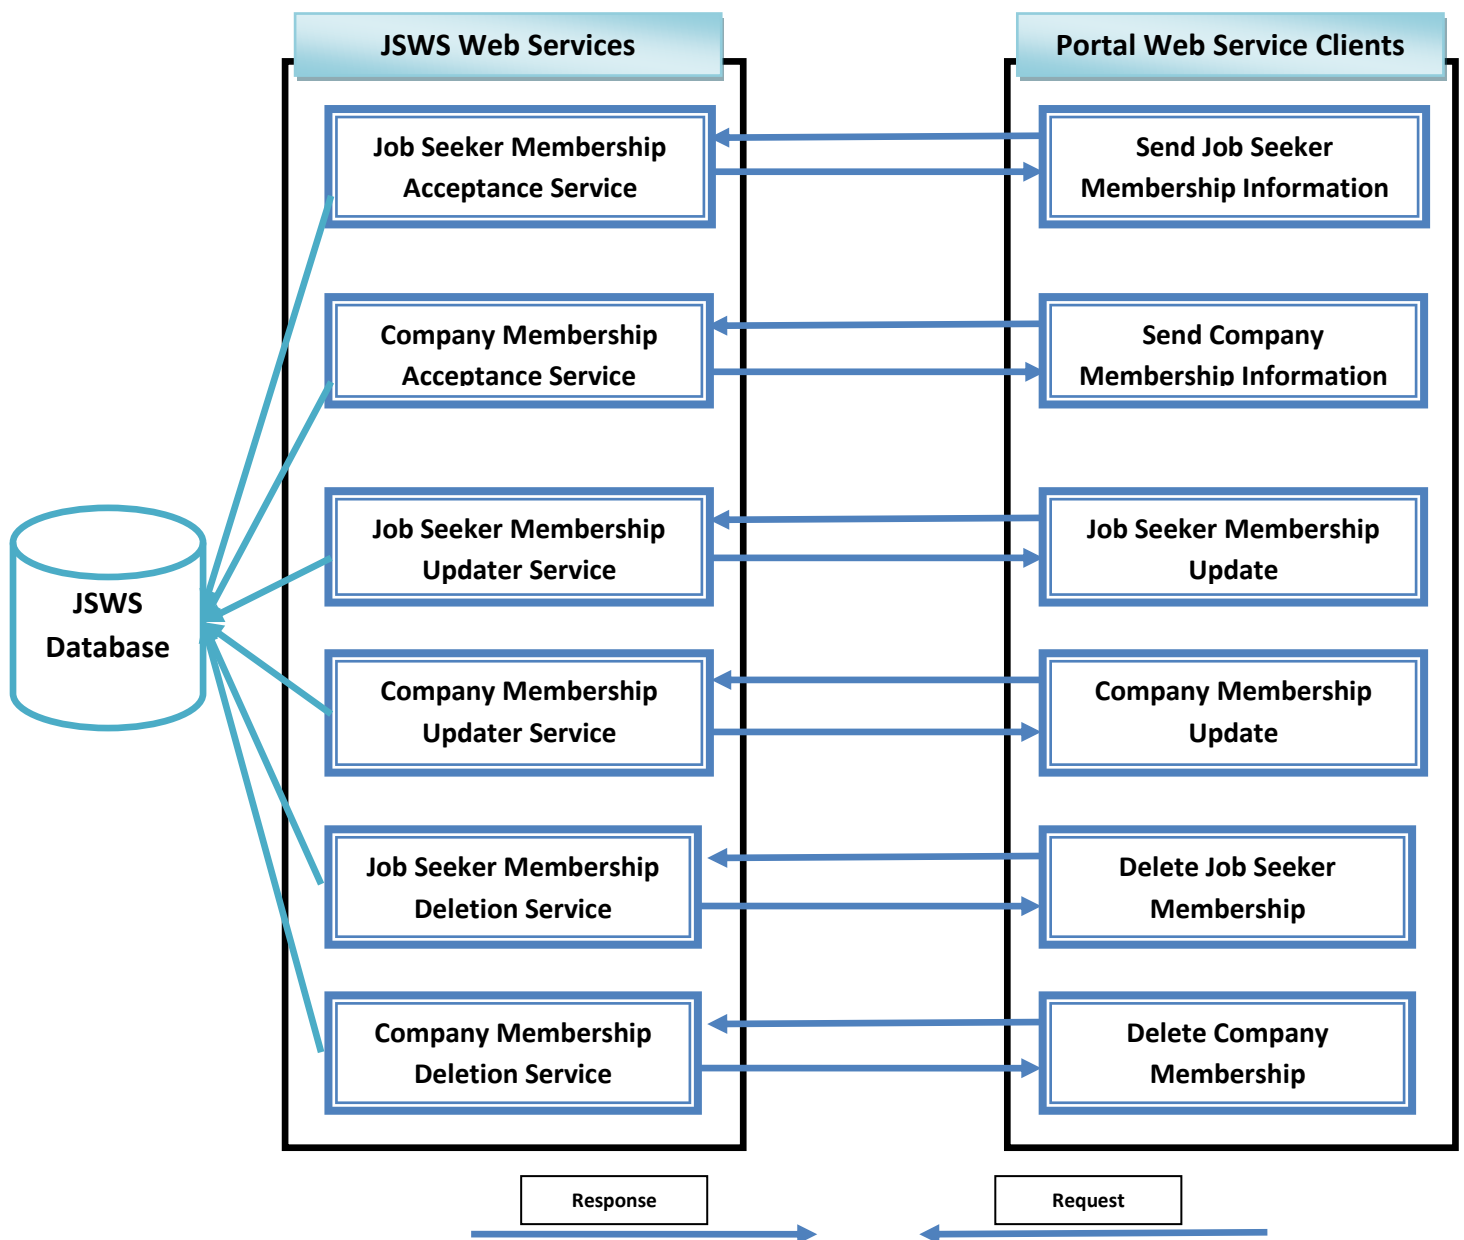 JSWS Web Services
Portal Web Service Clients
Job Seeker Membership
Acceptance Service
Send Job Seeker
Membership Information
Company Membership
Acceptance Service
Send Company
Membership Information
Job Seeker Membership
Updater Service
Job Seeker Membership
Update
JSWS
Database
Company Membership
Updater Service
Company Membership
Update
Job Seeker Membership
Deletion Service
Delete Job Seeker
Membership
Company Membership
Deletion Service
Delete Company
Membership
Response
Request